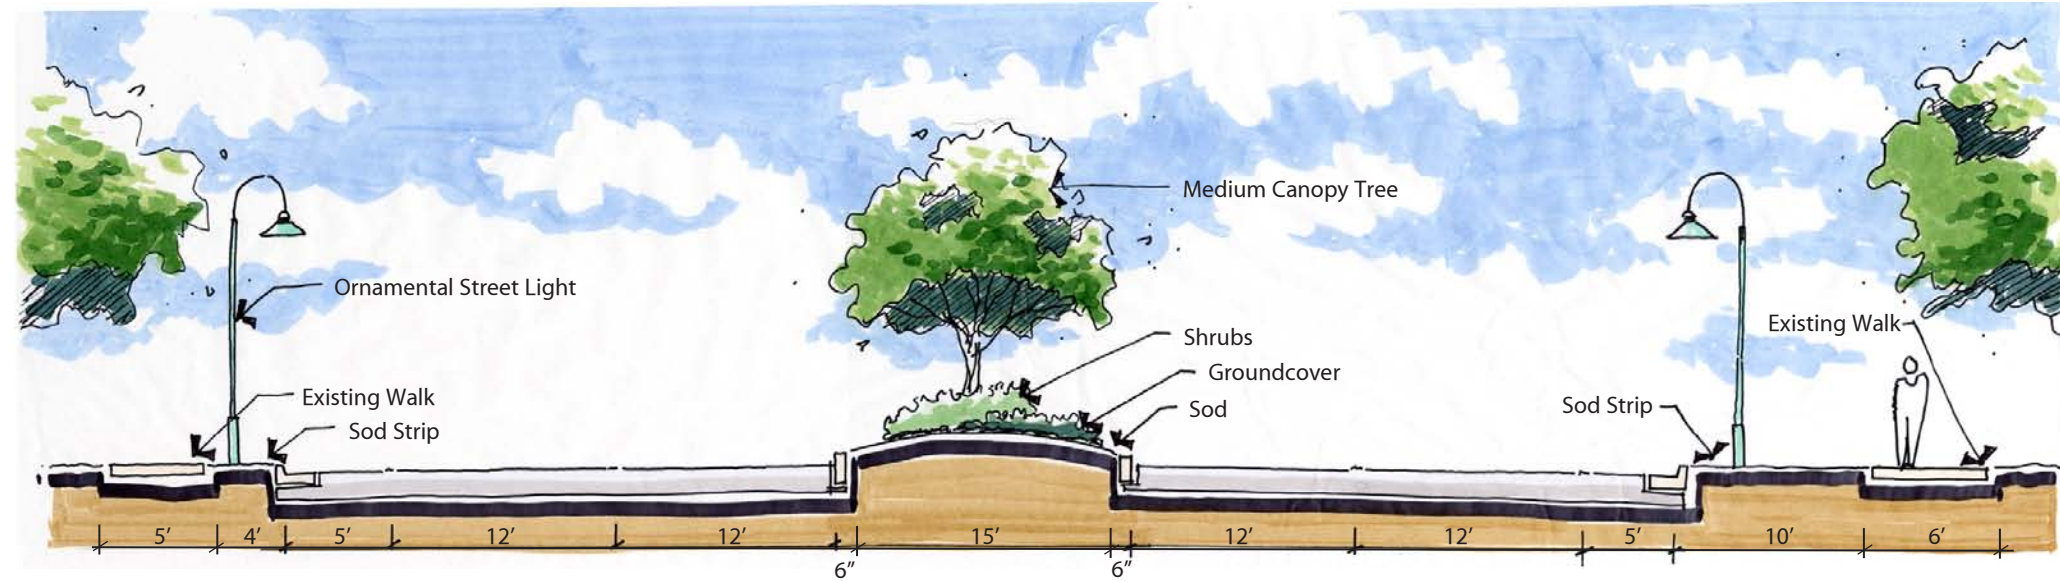 Medium Canopy Tree
Ornamental Street Light
Existing Walk
Shrubs
Groundcover
Existing Walk
Sod Strip
Sod
Sod Strip
5’ 4’ 5’ 12’ 12’ 15’ 12’ 12’ 5’ 10’ 6’
6” 6”